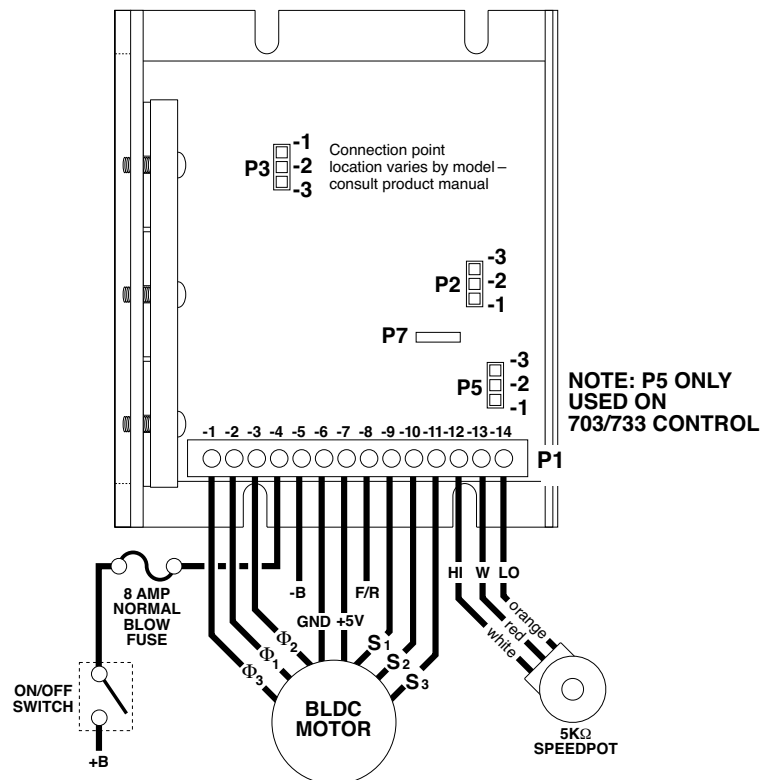 P3
-1
-2
-3
Connection point
location varies by model –
consult product manual
P2
-3
-2
-1
P7
P5
-3
-2
-1
NOTE: P5 ONLY
USED ON
703/733 CONTROL
-1 -2 -3 -4 -5 -6 -7 -8 -9 -10 -11 -12 -13 -14
P1
8 AMP
NORMAL
BLOW
FUSE
-B
F/R
HI W LO
GND +5V
Φ3
Φ1
Φ2
S1
S2
S3
white
red
orange
ON/OFF
SWITCH
+B
BLDC
MOTOR
5KΩ
SPEEDPOT